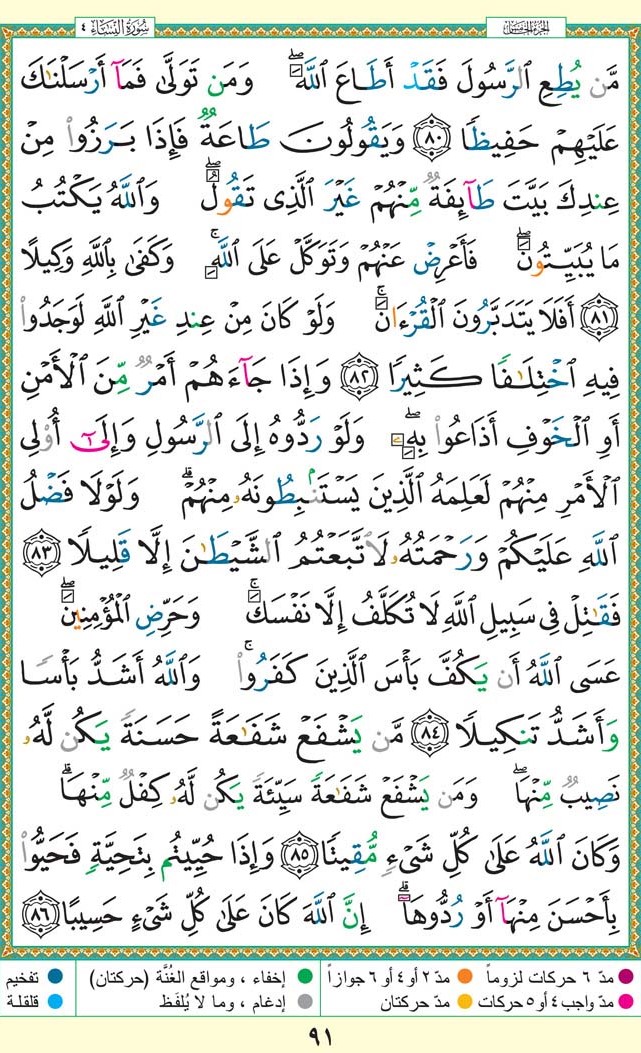 الجزء الخامس
سورة النساء ٤
مَّن يُطِعِ ٱلرَّسُولَ فَقَدْ أَطَاعَ ٱللَّهَۖ وَمَن تَوَلَّىٰ فَمَآ أَرْسَلْنَٰكَ
عَلَيْهِمْ حَفِيظًا ٨٠ وَيَقُولُونَ طَاعَةٌ فَإِذَا بَرَزُوا۟ مِنْ
عِندِكَ بَيَّتَ طَآئِفَةٌ مِّنْهُمْ غَيْرَ ٱلَّذِى تَقُولُۖ وَٱللَّهُ يَكْتُبُ
مَا يُبَيِّتُونَۖ فَأَعْرِضْ عَنْهُمْ وَتَوَكَّلْ عَلَى ٱللَّهِۚ وَكَفَىٰ بِٱللَّهِ وَكِيلًا
٨١ أَفَلَا يَتَدَبَّرُونَ ٱلْقُرْءَانَۚ وَلَوْ كَانَ مِنْ عِندِ غَيْرِ ٱللَّهِ لَوَجَدُوا۟
فِيهِ ٱخْتِلَٰفًا كَثِيرًا ٨٢ وَإِذَا جَآءَهُمْ أَمْرٌ مِّنَ ٱلْأَمْنِ
أَوِ ٱلْخَوْفِ أَذَاعُوا۟ بِهِۦۖ وَلَوْ رَدُّوهُ إِلَى ٱلرَّسُولِ وَإِلَىٰٓ أُو۟لِى
ٱلْأَمْرِ مِنْهُمْ لَعَلِمَهُ ٱلَّذِينَ يَسْتَنۢبِطُونَهُۥ مِنْهُمْۗ وَلَوْلَا فَضْلُ
ٱللَّهِ عَلَيْكُمْ وَرَحْمَتُهُۥ لَٱتَّبَعْتُمُ ٱلشَّيْطَٰنَ إِلَّا قَلِيلًا ٨٣
فَقَٰتِلْ فِى سَبِيلِ ٱللَّهِ لَا تُكَلَّفُ إِلَّا نَفْسَكَۚ وَحَرِّضِ ٱلْمُؤْمِنِينَۖ
عَسَى ٱللَّهُ أَن يَكُفَّ بَأْسَ ٱلَّذِينَ كَفَرُوا۟ۚ وَٱللَّهُ أَشَدُّ بَأْسًا
وَأَشَدُّ تَنكِيلًا ٨٤ مَّن يَشْفَعْ شَفَٰعَةً حَسَنَةً يَكُن لَّهُۥ
نَصِيبٌ مِّنْهَاۖ وَمَن يَشْفَعْ شَفَٰعَةً سَيِّئَةً يَكُن لَّهُۥ كِفْلٌ مِّنْهَاۗ
وَكَانَ ٱللَّهُ عَلَىٰ كُلِّ شَىْءٍ مُّقِيتًا ٨٥ وَإِذَا حُيِّيتُم بِتَحِيَّةٍ فَحَيُّوا۟
بِأَحْسَنَ مِنْهَآ أَوْ رُدُّوهَآۗ إِنَّ ٱللَّهَ كَانَ عَلَىٰ كُلِّ شَىْءٍ حَسِيبًا ٨٦
مدّ ٦ حركات لزوماً مدّ ٢ أو ٤ أو ٦ جوازاً إخفاء ، ومواقع الغُنَّة (حركتان) تفخيم
مدّ واجب ٤ أو ٥ حركات مدّ حركتان إدغام ، وما لا يُلفَظ قلقلة
٩١